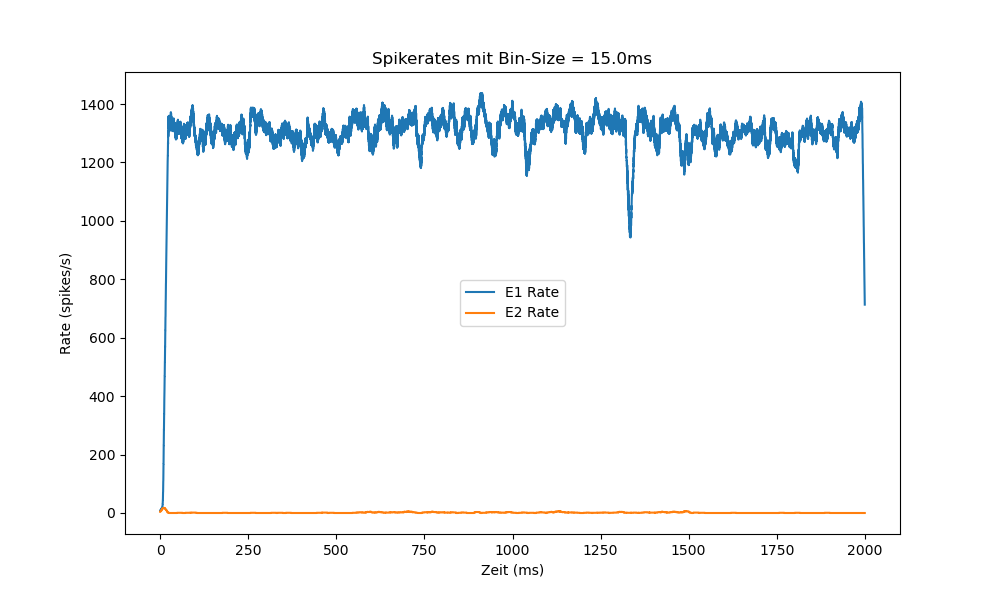 Spikerates mit Bin-Size = 15.0ms
Rate (spikes/s)
1400
1200
1000
800
600
400
200
0
E1 Rate
E2 Rate
0 250 500 750 1000 1250 1500 1750 2000
Zeit (ms)